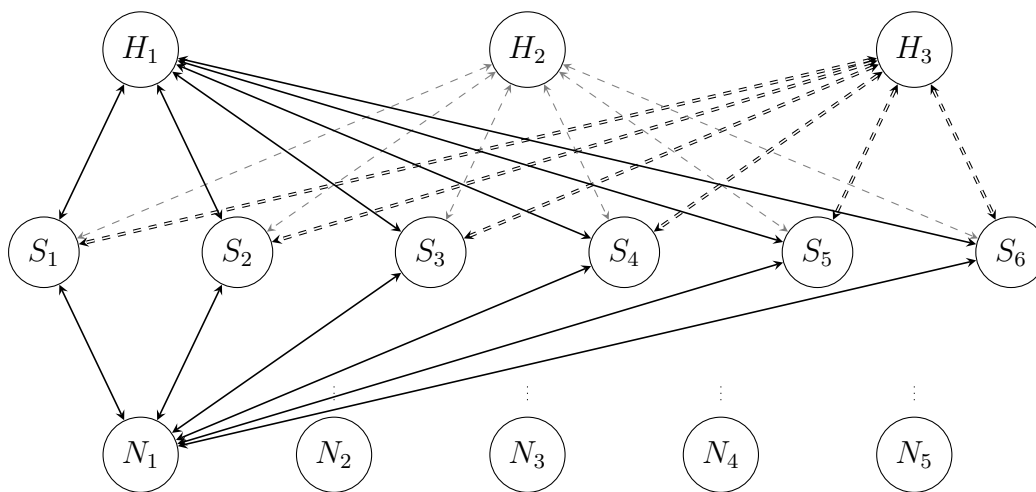 H₁ H₂ H₃
S₁ S₂ S₃ S₄ S₅ S₆
N₁ N₂ N₃ N₄ N₅